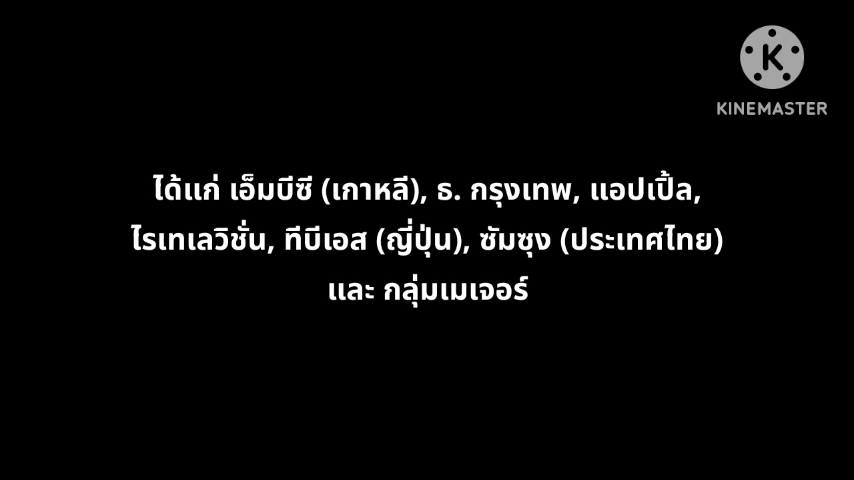 KINEMASTER
ได้แก่ เอ็มบีซี (เกาหลี), ธ. กรุงเทพ, แอปเปิ้ล,
ไรเทเลวิชั่น, ทีบีเอส (ญี่ปุ่น), ซัมซุง (ประเทศไทย)
และ กลุ่มเมเจอร์